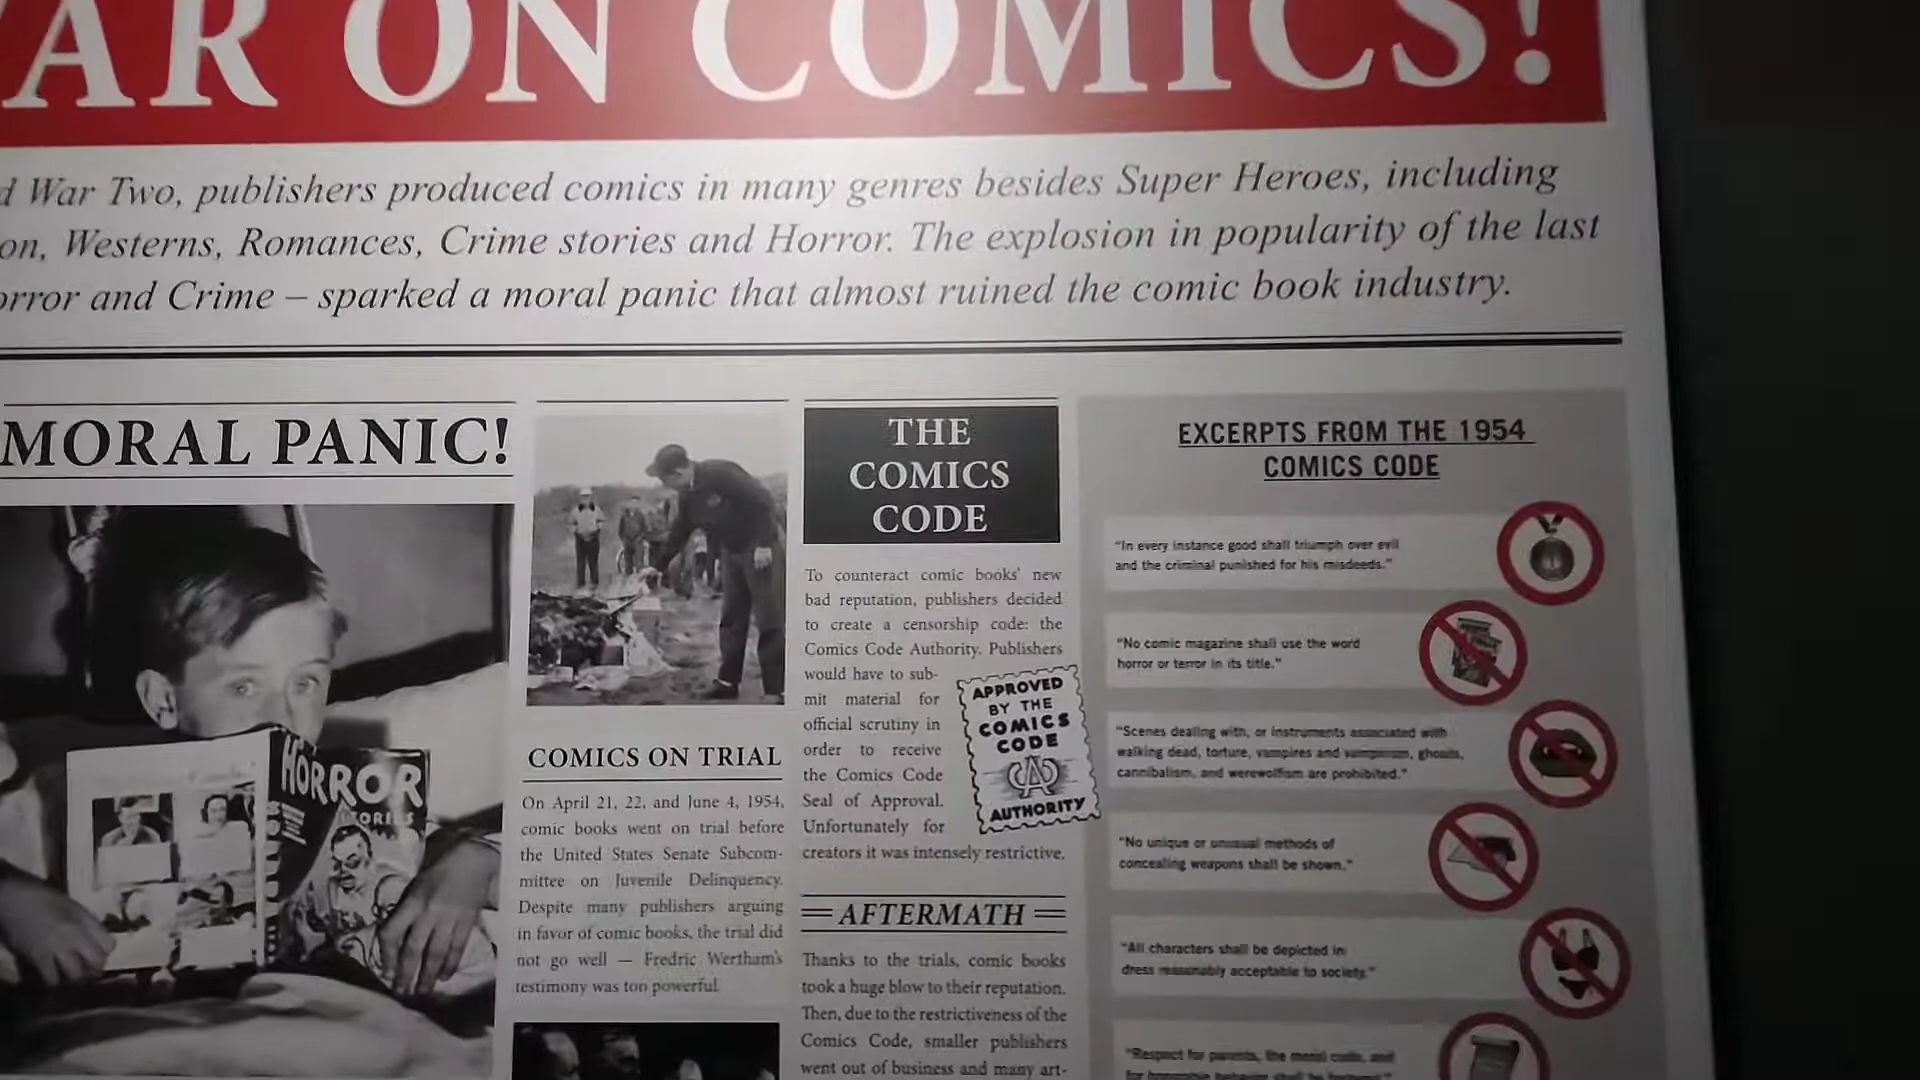 AR ON COMICS!
d War Two, publishers produced comics in many genres besides Super Heroes, including
on, Westerns, Romances, Crime stories and Horror. The explosion in popularity of the last
orror and Crime – sparked a moral panic that almost ruined the comic book industry.
MORAL PANIC!
HORROR
STORIES
COMICS ON TRIAL
On April 21, 22, and June 4, 1954,
comic books went on trial before
the United States Senate Subcom-
mittee on Juvenile Delinquency.
Despite many publishers arguing
in favor of comic books, the trial did
not go well — Fredric Wertham's
testimony was too powerful.
THE
COMICS
CODE
To counteract comic books' new
bad reputation, publishers decided
to create a censorship code: the
Comics Code Authority. Publishers
would have to sub-
mit material for
official scrutiny in
order to receive
the Comics Code
Seal of Approval.
Unfortunately for
creators it was intensely restrictive.
APPROVED
BY THE
COMICS
CODE
CA
AUTHORITY
AFTERMATH
Thanks to the trials, comic books
took a huge blow to their reputation.
Then, due to the restrictiveness of the
Comics Code, smaller publishers
went out of business and many art-
EXCERPTS FROM THE 1954
COMICS CODE
"In every instance good shall triumph over evil
and the criminal punished for his misdeeds."
"No comic magazine shall use the word
horror or terror in its title."
"Scenes dealing with, or instruments associated with
walking dead, torture, vampires and vampirism, ghouls,
cannibalism, and werewolfism are prohibited."
"No unique or unusual methods of
concealing weapons shall be shown."
"All characters shall be depicted in
dress reasonably acceptable to society."
"Respect for parents, the moral code, and
for honorable behavior shall be fostered."